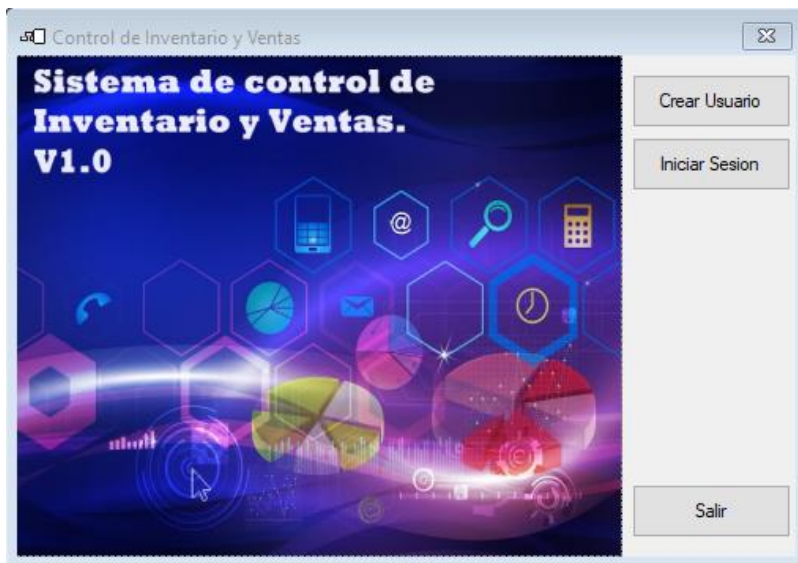 Control de Inventario y Ventas
Sistema de control de
Inventario y Ventas.
V1.0
Crear Usuario
Iniciar Sesion
@
Salir